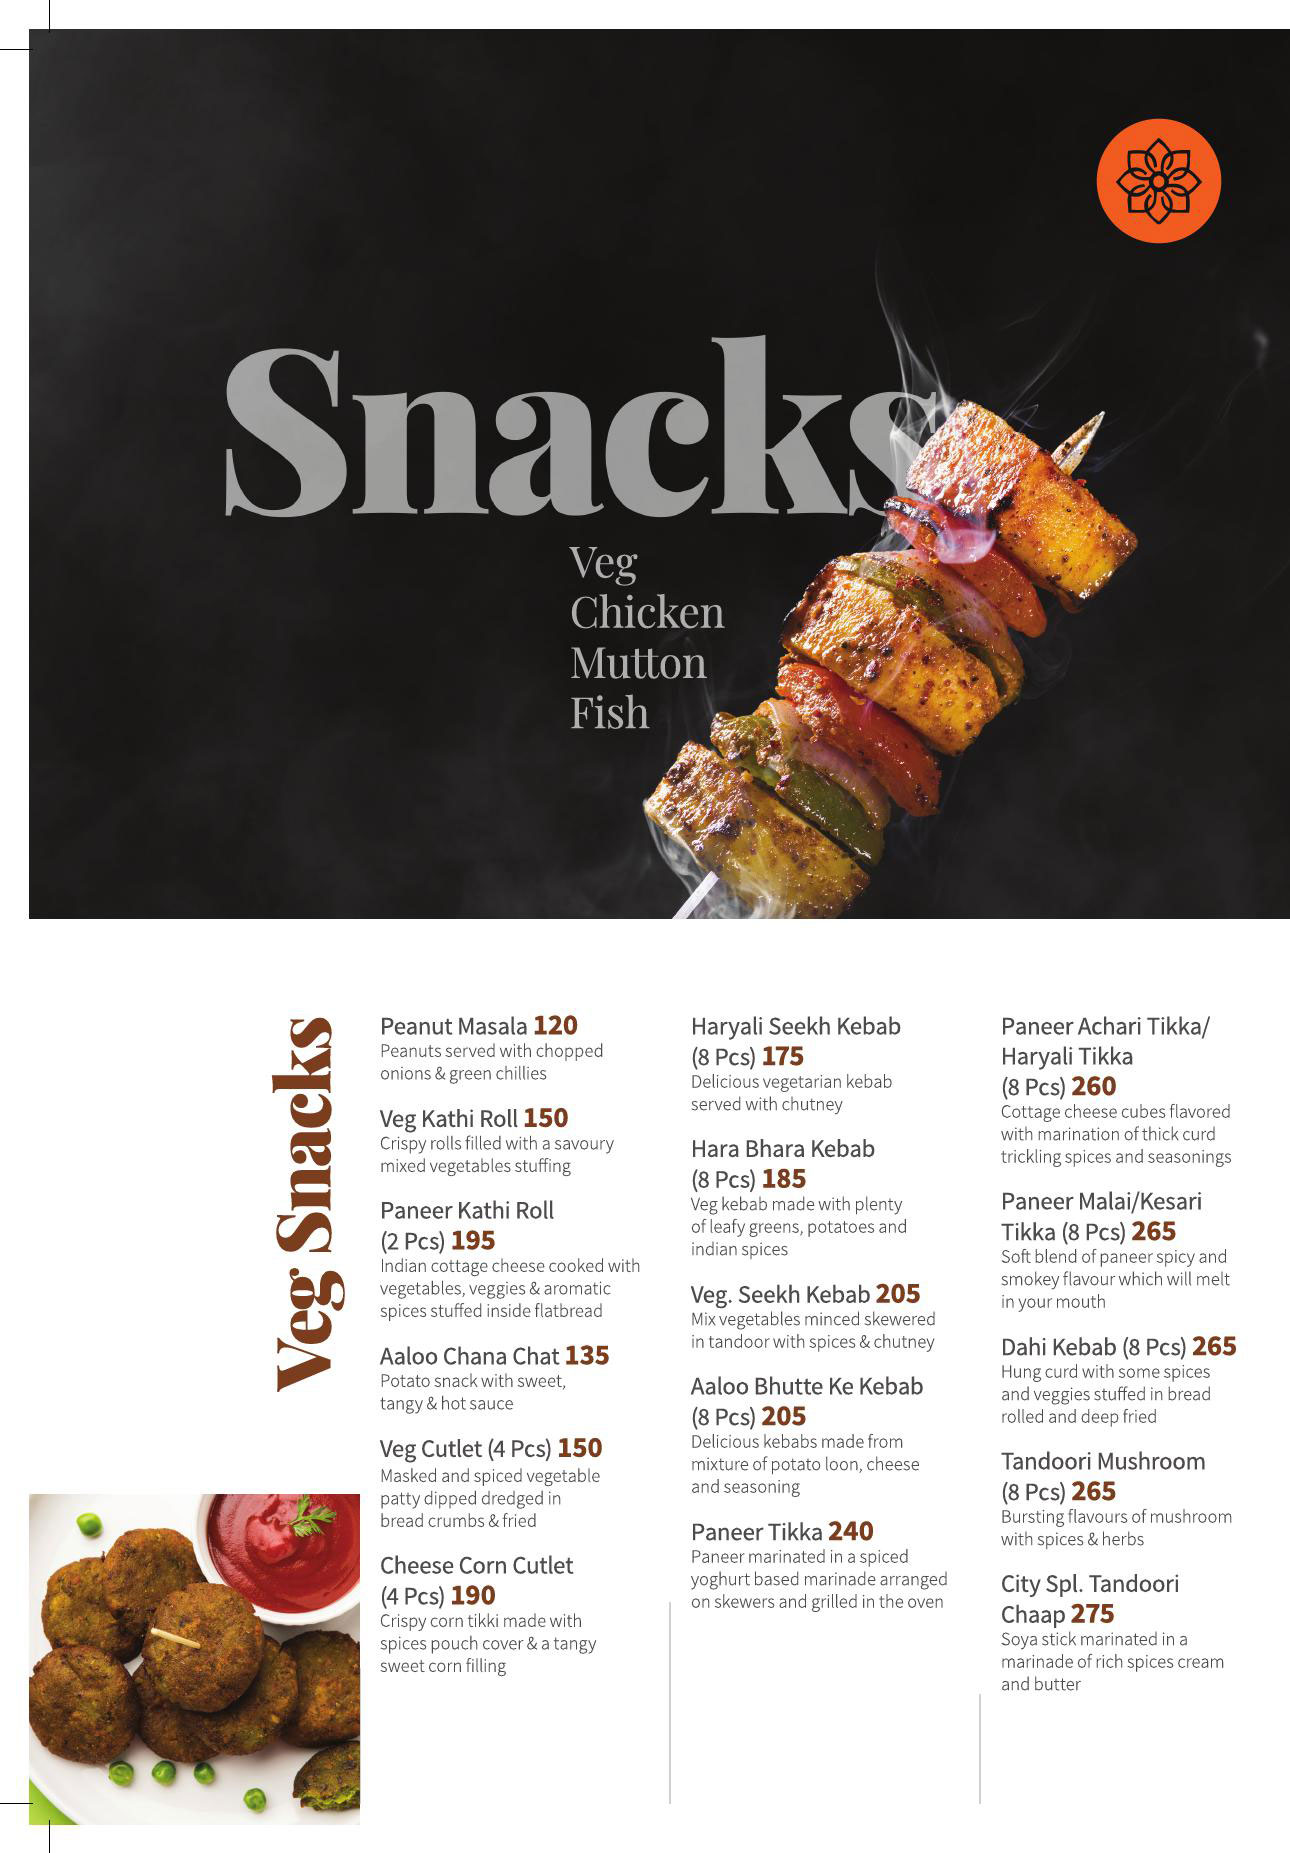 Snacks
Veg
Chicken
Mutton
Fish
Veg Snacks
Peanut Masala 120
Peanuts served with chopped
onions & green chillies
Veg Kathi Roll 150
Crispy rolls filled with a savoury
mixed vegetables stuffing
Paneer Kathi Roll
(2 Pcs) 195
Indian cottage cheese cooked with
vegetables, veggies & aromatic
spices stuffed inside flatbread
Aaloo Chana Chat 135
Potato snack with sweet,
tangy & hot sauce
Veg Cutlet (4 Pcs) 150
Masked and spiced vegetable
patty dipped dredged in
bread crumbs & fried
Cheese Corn Cutlet
(4 Pcs) 190
Crispy corn tikki made with
spices pouch cover & a tangy
sweet corn filling
Haryali Seekh Kebab
(8 Pcs) 175
Delicious vegetarian kebab
served with chutney
Hara Bhara Kebab
(8 Pcs) 185
Veg kebab made with plenty
of leafy greens, potatoes and
indian spices
Veg. Seekh Kebab 205
Mix vegetables minced skewered
in tandoor with spices & chutney
Aaloo Bhutte Ke Kebab
(8 Pcs) 205
Delicious kebabs made from
mixture of potato loon, cheese
and seasoning
Paneer Tikka 240
Paneer marinated in a spiced
yoghurt based marinade arranged
on skewers and grilled in the oven
Paneer Achari Tikka/
Haryali Tikka
(8 Pcs) 260
Cottage cheese cubes flavored
with marination of thick curd
trickling spices and seasonings
Paneer Malai/Kesari
Tikka (8 Pcs) 265
Soft blend of paneer spicy and
smokey flavour which will melt
in your mouth
Dahi Kebab (8 Pcs) 265
Hung curd with some spices
and veggies stuffed in bread
rolled and deep fried
Tandoori Mushroom
(8 Pcs) 265
Bursting flavours of mushroom
with spices & herbs
City Spl. Tandoori
Chaap 275
Soya stick marinated in a
marinade of rich spices cream
and butter